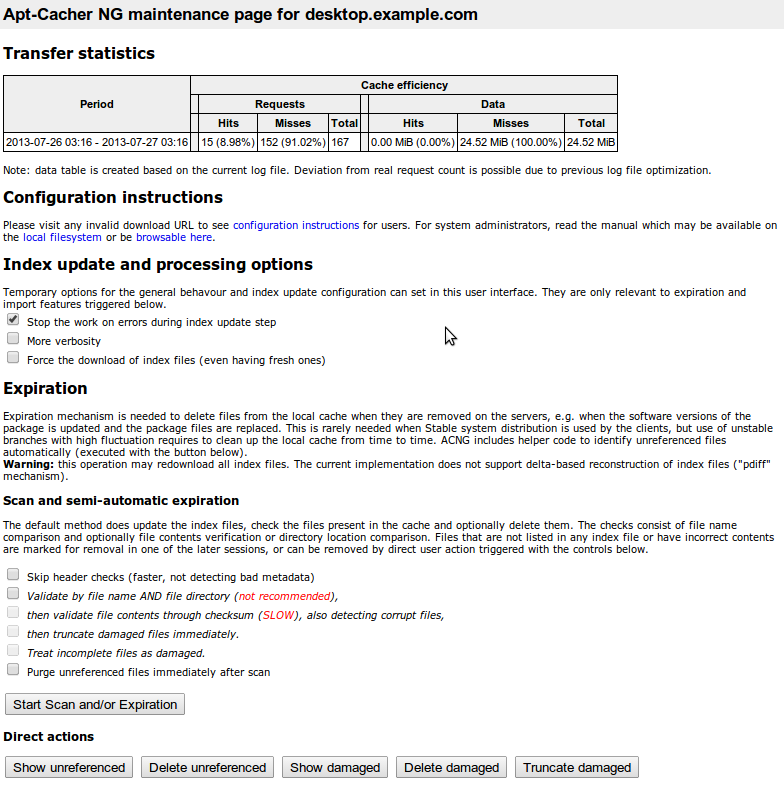 Apt-Cacher NG maintenance page for desktop.example.com
Transfer statistics
Period
Cache efficiency
Requests
Data
Hits
Misses
Total
Hits
Misses
Total
2013-07-26 03:16 - 2013-07-27 03:16
15 (8.98%)
152 (91.02%)
167
0.00 MiB (0.00%)
24.52 MiB (100.00%)
24.52 MiB
Note: data table is created based on the current log file. Deviation from real request count is possible due to previous log file optimization.
Configuration instructions
Please visit any invalid download URL to see configuration instructions for users. For system administrators, read the manual which may be available on
the local filesystem or be browsable here.
Index update and processing options
Temporary options for the general behavour and index update configuration can set in this user interface. They are only relevant to expiration and
import features triggered below.
Stop the work on errors during index update step
More verbosity
Force the download of index files (even having fresh ones)
Expiration
Expiration mechanism is needed to delete files from the local cache when they are removed on the servers, e.g. when the software versions of the
package is updated and the package files are replaced. This is rarely needed when Stable system distribution is used by the clients, but use of unstable
branches with high fluctuation requires to clean up the local cache from time to time. ACNG includes helper code to identify unreferenced files
automatically (executed with the button below).
Warning: this operation may redownload all index files. The current implementation does not support delta-based reconstruction of index files ("pdiff"
mechanism).
Scan and semi-automatic expiration
The default method does update the index files, check the files present in the cache and optionally delete them. The checks consist of file name
comparison and optionally file contents verification or directory location comparison. Files that are not listed in any index file or have incorrect contents
are marked for removal in one of the later sessions, or can be removed by direct user action triggered with the controls below.
Skip header checks (faster, not detecting bad metadata)
Validate by file name AND file directory (not recommended),
then validate file contents through checksum (SLOW), also detecting corrupt files,
then truncate damaged files immediately.
Treat incomplete files as damaged.
Purge unreferenced files immediately after scan
Start Scan and/or Expiration
Direct actions
Show unreferenced
Delete unreferenced
Show damaged
Delete damaged
Truncate damaged